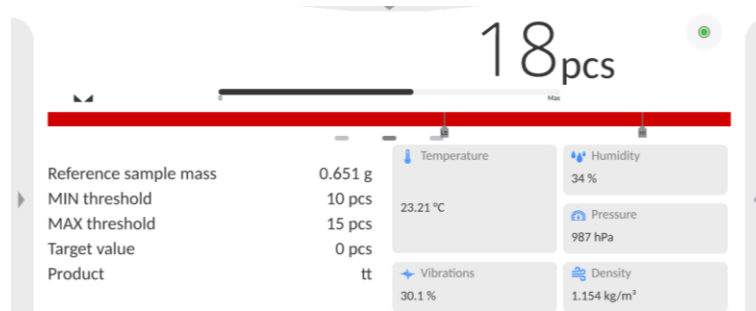 18pcs
0 Max
Reference sample mass 0.651 g
MIN threshold 10 pcs
MAX threshold 15 pcs
Target value 0 pcs
Product tt
Temperature
23.21 °C
Humidity
34 %
Pressure
987 hPa
Vibrations
30.1 %
Density
1.154 kg/m³